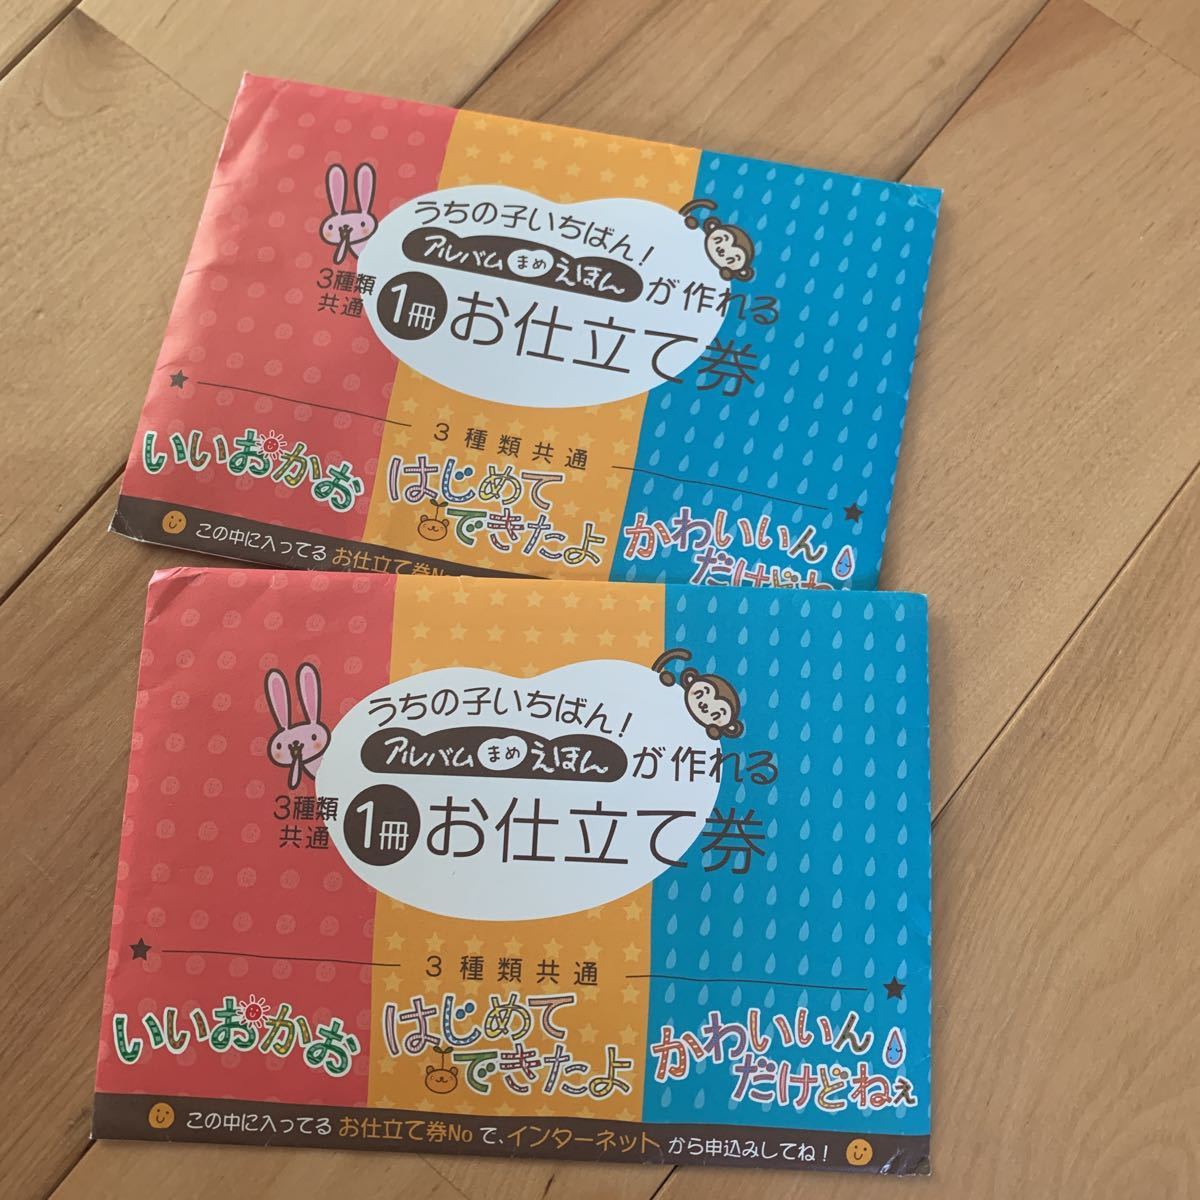 うちの子いちばん!
アルバムまめえほんが作れる
3種類
共通
1冊お仕立て券
3種類共通
いいおかお
はじめて
できたよ
かわいいん
だけどね
この中に入ってるお仕立て券No
うちの子いちばん!
アルバムまめえほんが作れる
3種類
共通
1冊お仕立て券
3種類共通
いいおかお
はじめて
できたよ
かわいいん
だけどねぇ
この中に入ってるお仕立て券Noで、インターネットから申込みしてね!